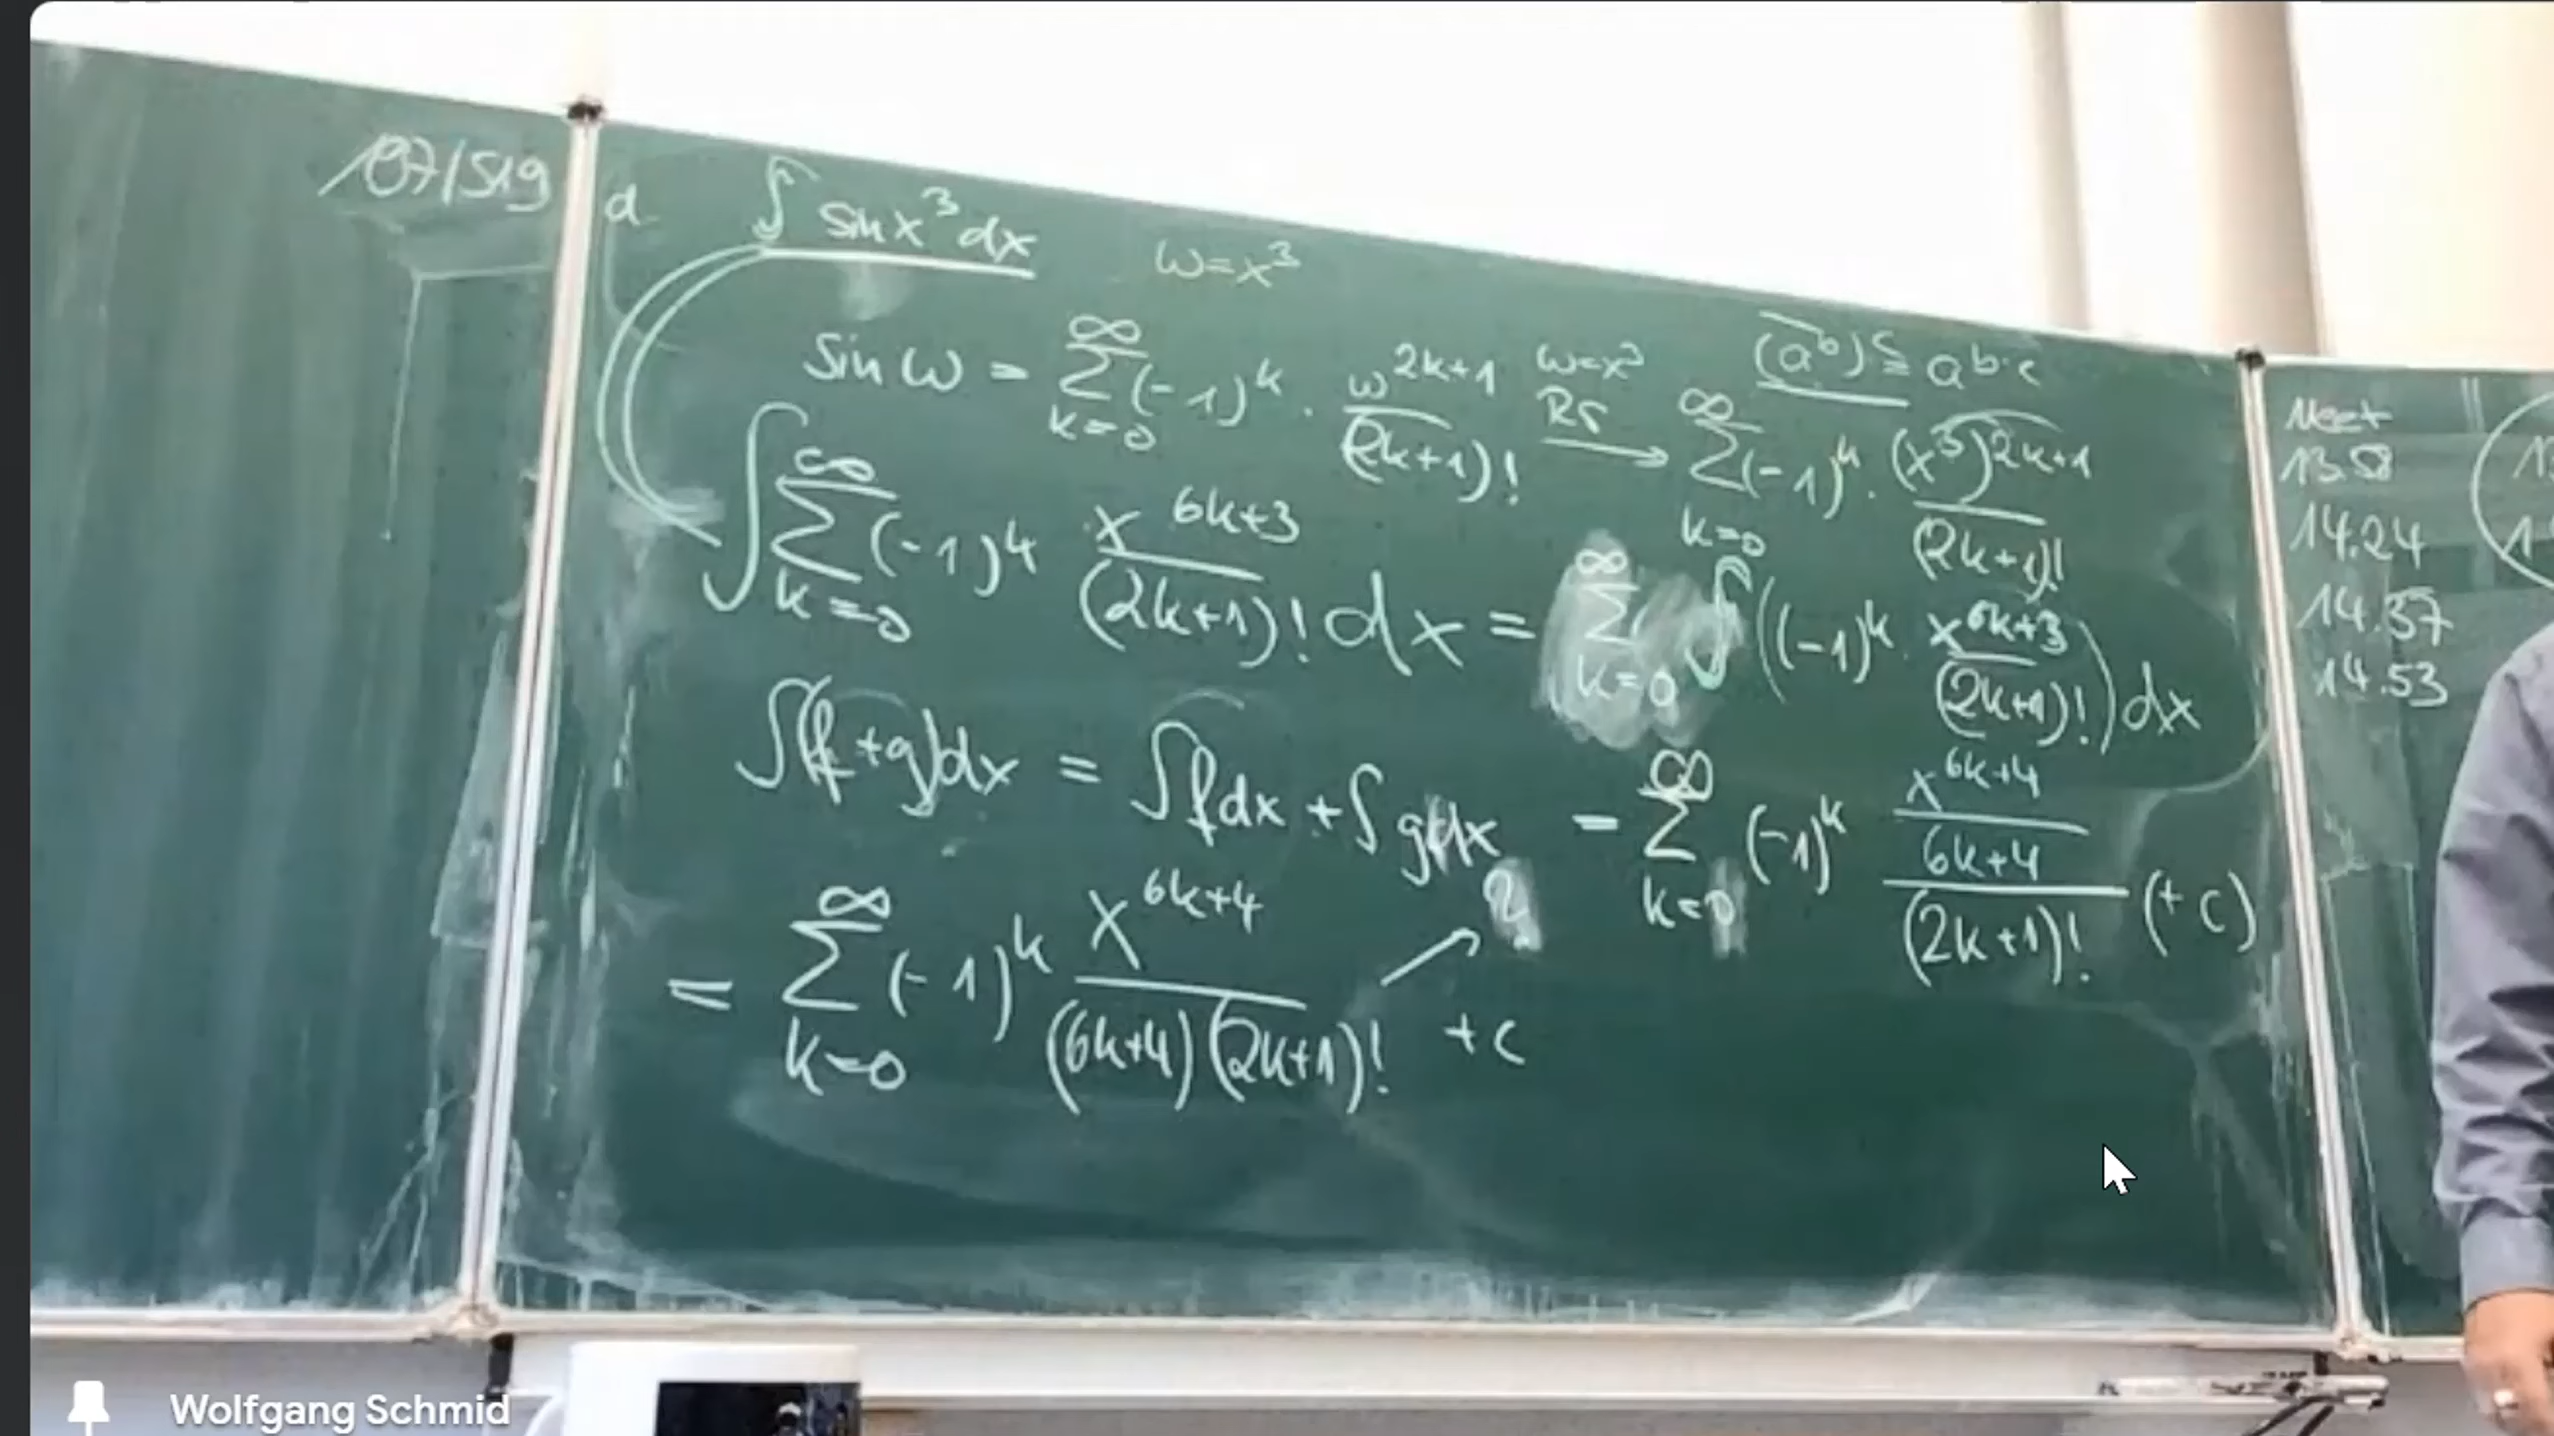 107/519
d
∫ sin x³ dx
w=x³
sin w = ∑_{k=0}^{∞} (-1)^k · w^{2k+1}/(2k+1)! →(w=x³, RS) ∑_{k=0}^{∞} (-1)^k · (x³)^{2k+1}/(2k+1)!
(a^b)^c = a^{b·c}
∫ ∑_{k=0}^{∞} (-1)^k x^{6k+3}/(2k+1)! dx = ∑_{k=0}^{∞} ∫ ((-1)^k · x^{6k+3}/(2k+1)!) dx
∫(f+g)dx = ∫f dx + ∫g dx
= ∑_{k=0}^{∞} (-1)^k (x^{6k+4}/(6k+4))/(2k+1)! (+ c)
= ∑_{k=0}^{∞} (-1)^k x^{6k+4}/((6k+4)(2k+1)!) + c
Meet
13.58
14.24
14.37
14.53
Wolfgang Schmid